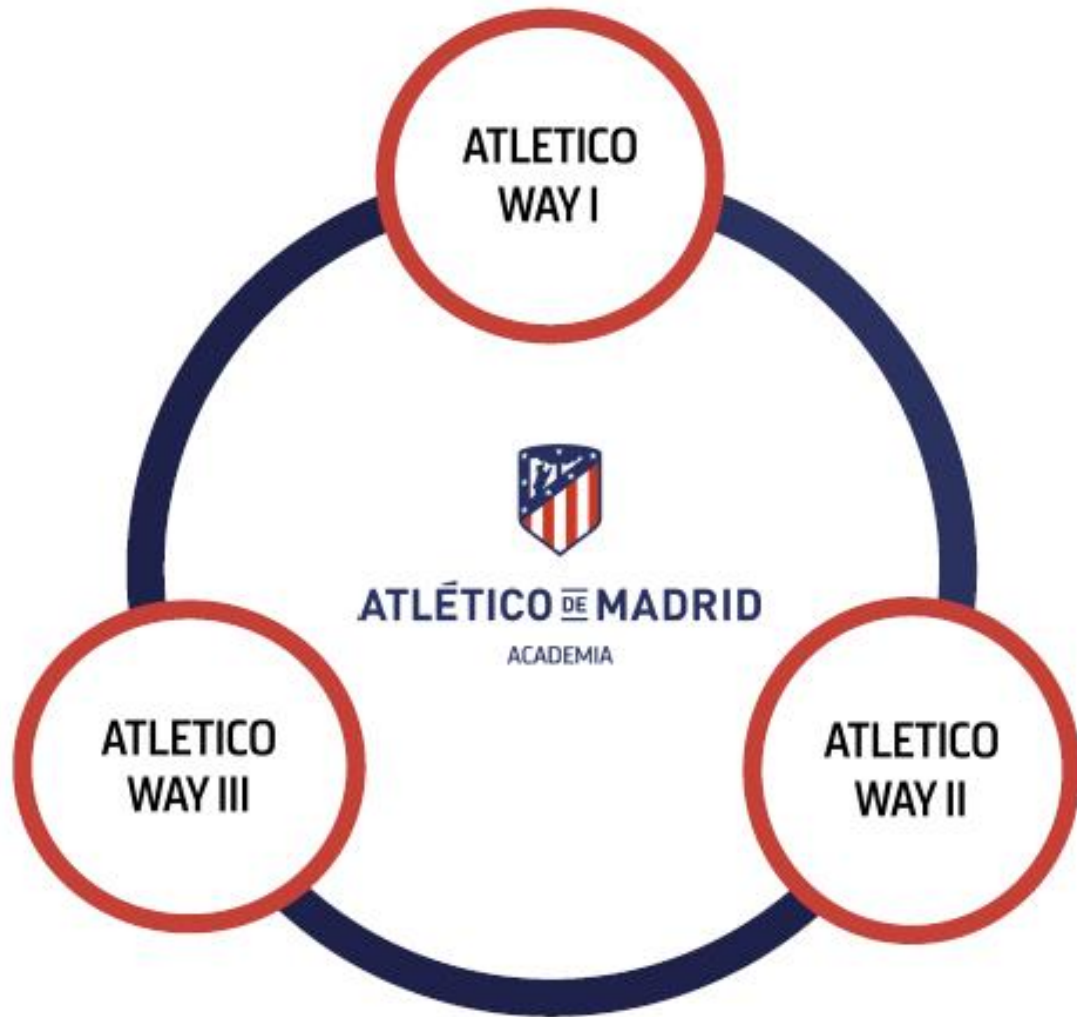 ATLETICO
WAY I
ATLÉTICO DE MADRID
ACADEMIA
ATLETICO
WAY III
ATLETICO
WAY II